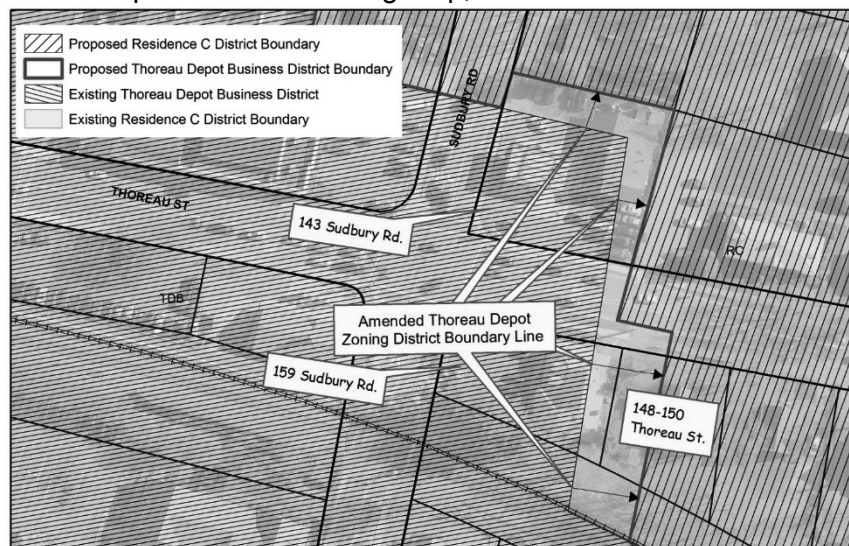 Proposed Residence C District Boundary
Proposed Thoreau Depot Business District Boundary
Existing Thoreau Depot Business District
Existing Residence C District Boundary
SUDBURY RD
THOREAU ST
143 Sudbury Rd.
RC
TDB
Amended Thoreau Depot
Zoning District Boundary Line
159 Sudbury Rd.
148-150
Thoreau St.